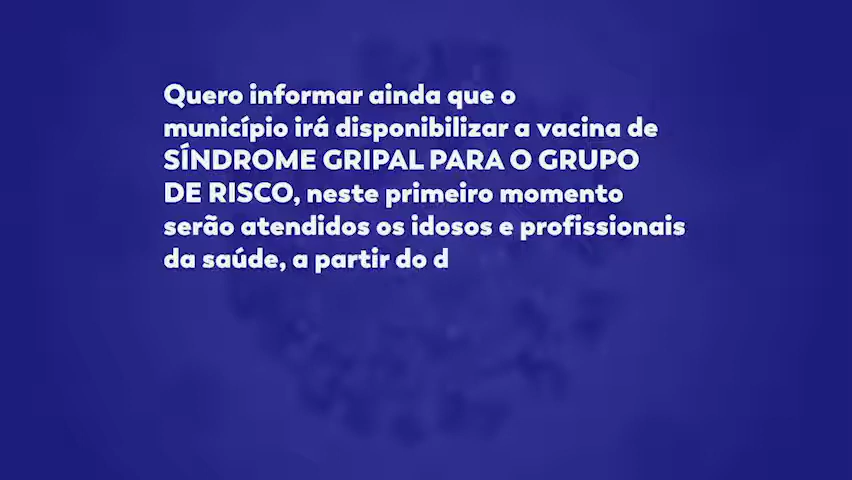 Quero informar ainda que o
município irá disponibilizar a vacina de
SÍNDROME GRIPAL PARA O GRUPO
DE RISCO, neste primeiro momento
serão atendidos os idosos e profissionais
da saúde, a partir do d